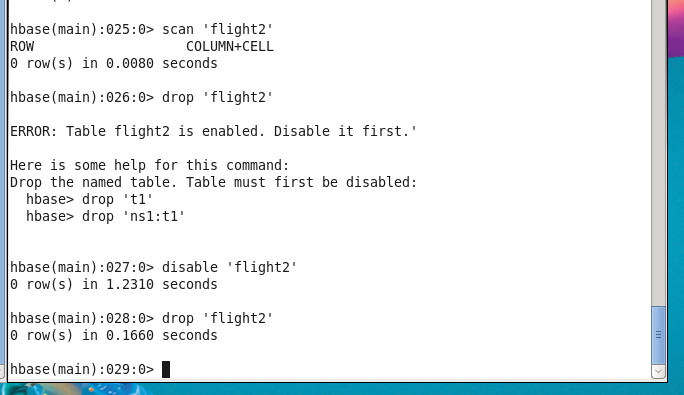 hbase(main):025:0> scan 'flight2'
ROW                   COLUMN+CELL
0 row(s) in 0.0080 seconds
hbase(main):026:0> drop 'flight2'
ERROR: Table flight2 is enabled. Disable it first.'
Here is some help for this command:
Drop the named table. Table must first be disabled:
  hbase> drop 't1'
  hbase> drop 'ns1:t1'
hbase(main):027:0> disable 'flight2'
0 row(s) in 1.2310 seconds
hbase(main):028:0> drop 'flight2'
0 row(s) in 0.1660 seconds
hbase(main):029:0>